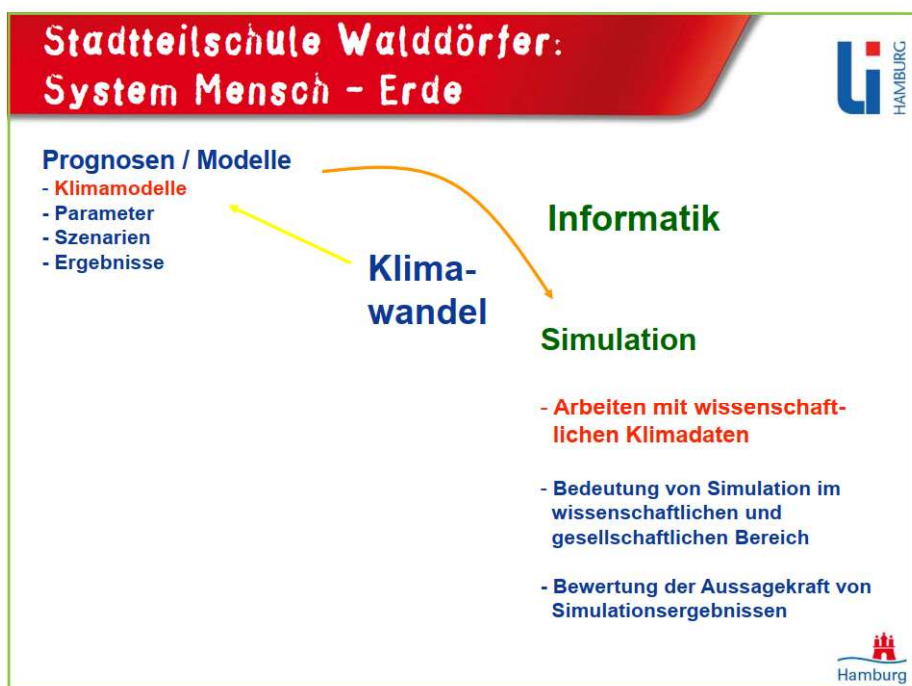 Stadtteilschule Walddörfer:
System Mensch – Erde
Li
HAMBURG
Prognosen / Modelle
- Klimamodelle
- Parameter
- Szenarien
- Ergebnisse
Klima-
wandel
Informatik
Simulation
- Arbeiten mit wissenschaft-
lichen Klimadaten
- Bedeutung von Simulation im
wissenschaftlichen und
gesellschaftlichen Bereich
- Bewertung der Aussagekraft von
Simulationsergebnissen
Hamburg